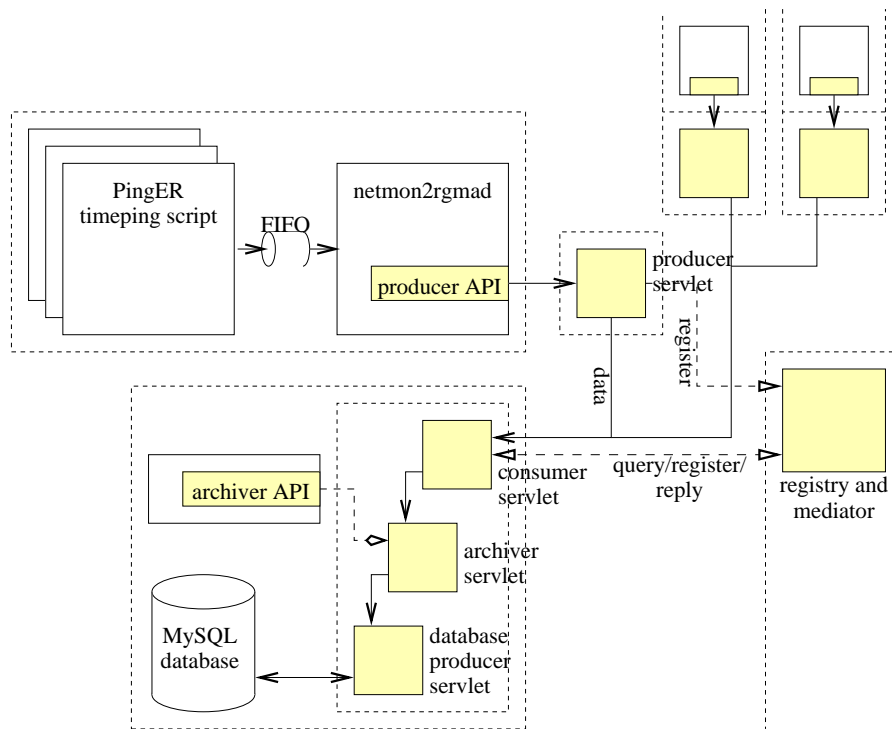 PingER
timeping script
FIFO
netmon2rgmad
producer API
producer
servlet
register
data
archiver API
consumer
servlet
query/register/
reply
registry and
mediator
archiver
servlet
MySQL
database
database
producer
servlet